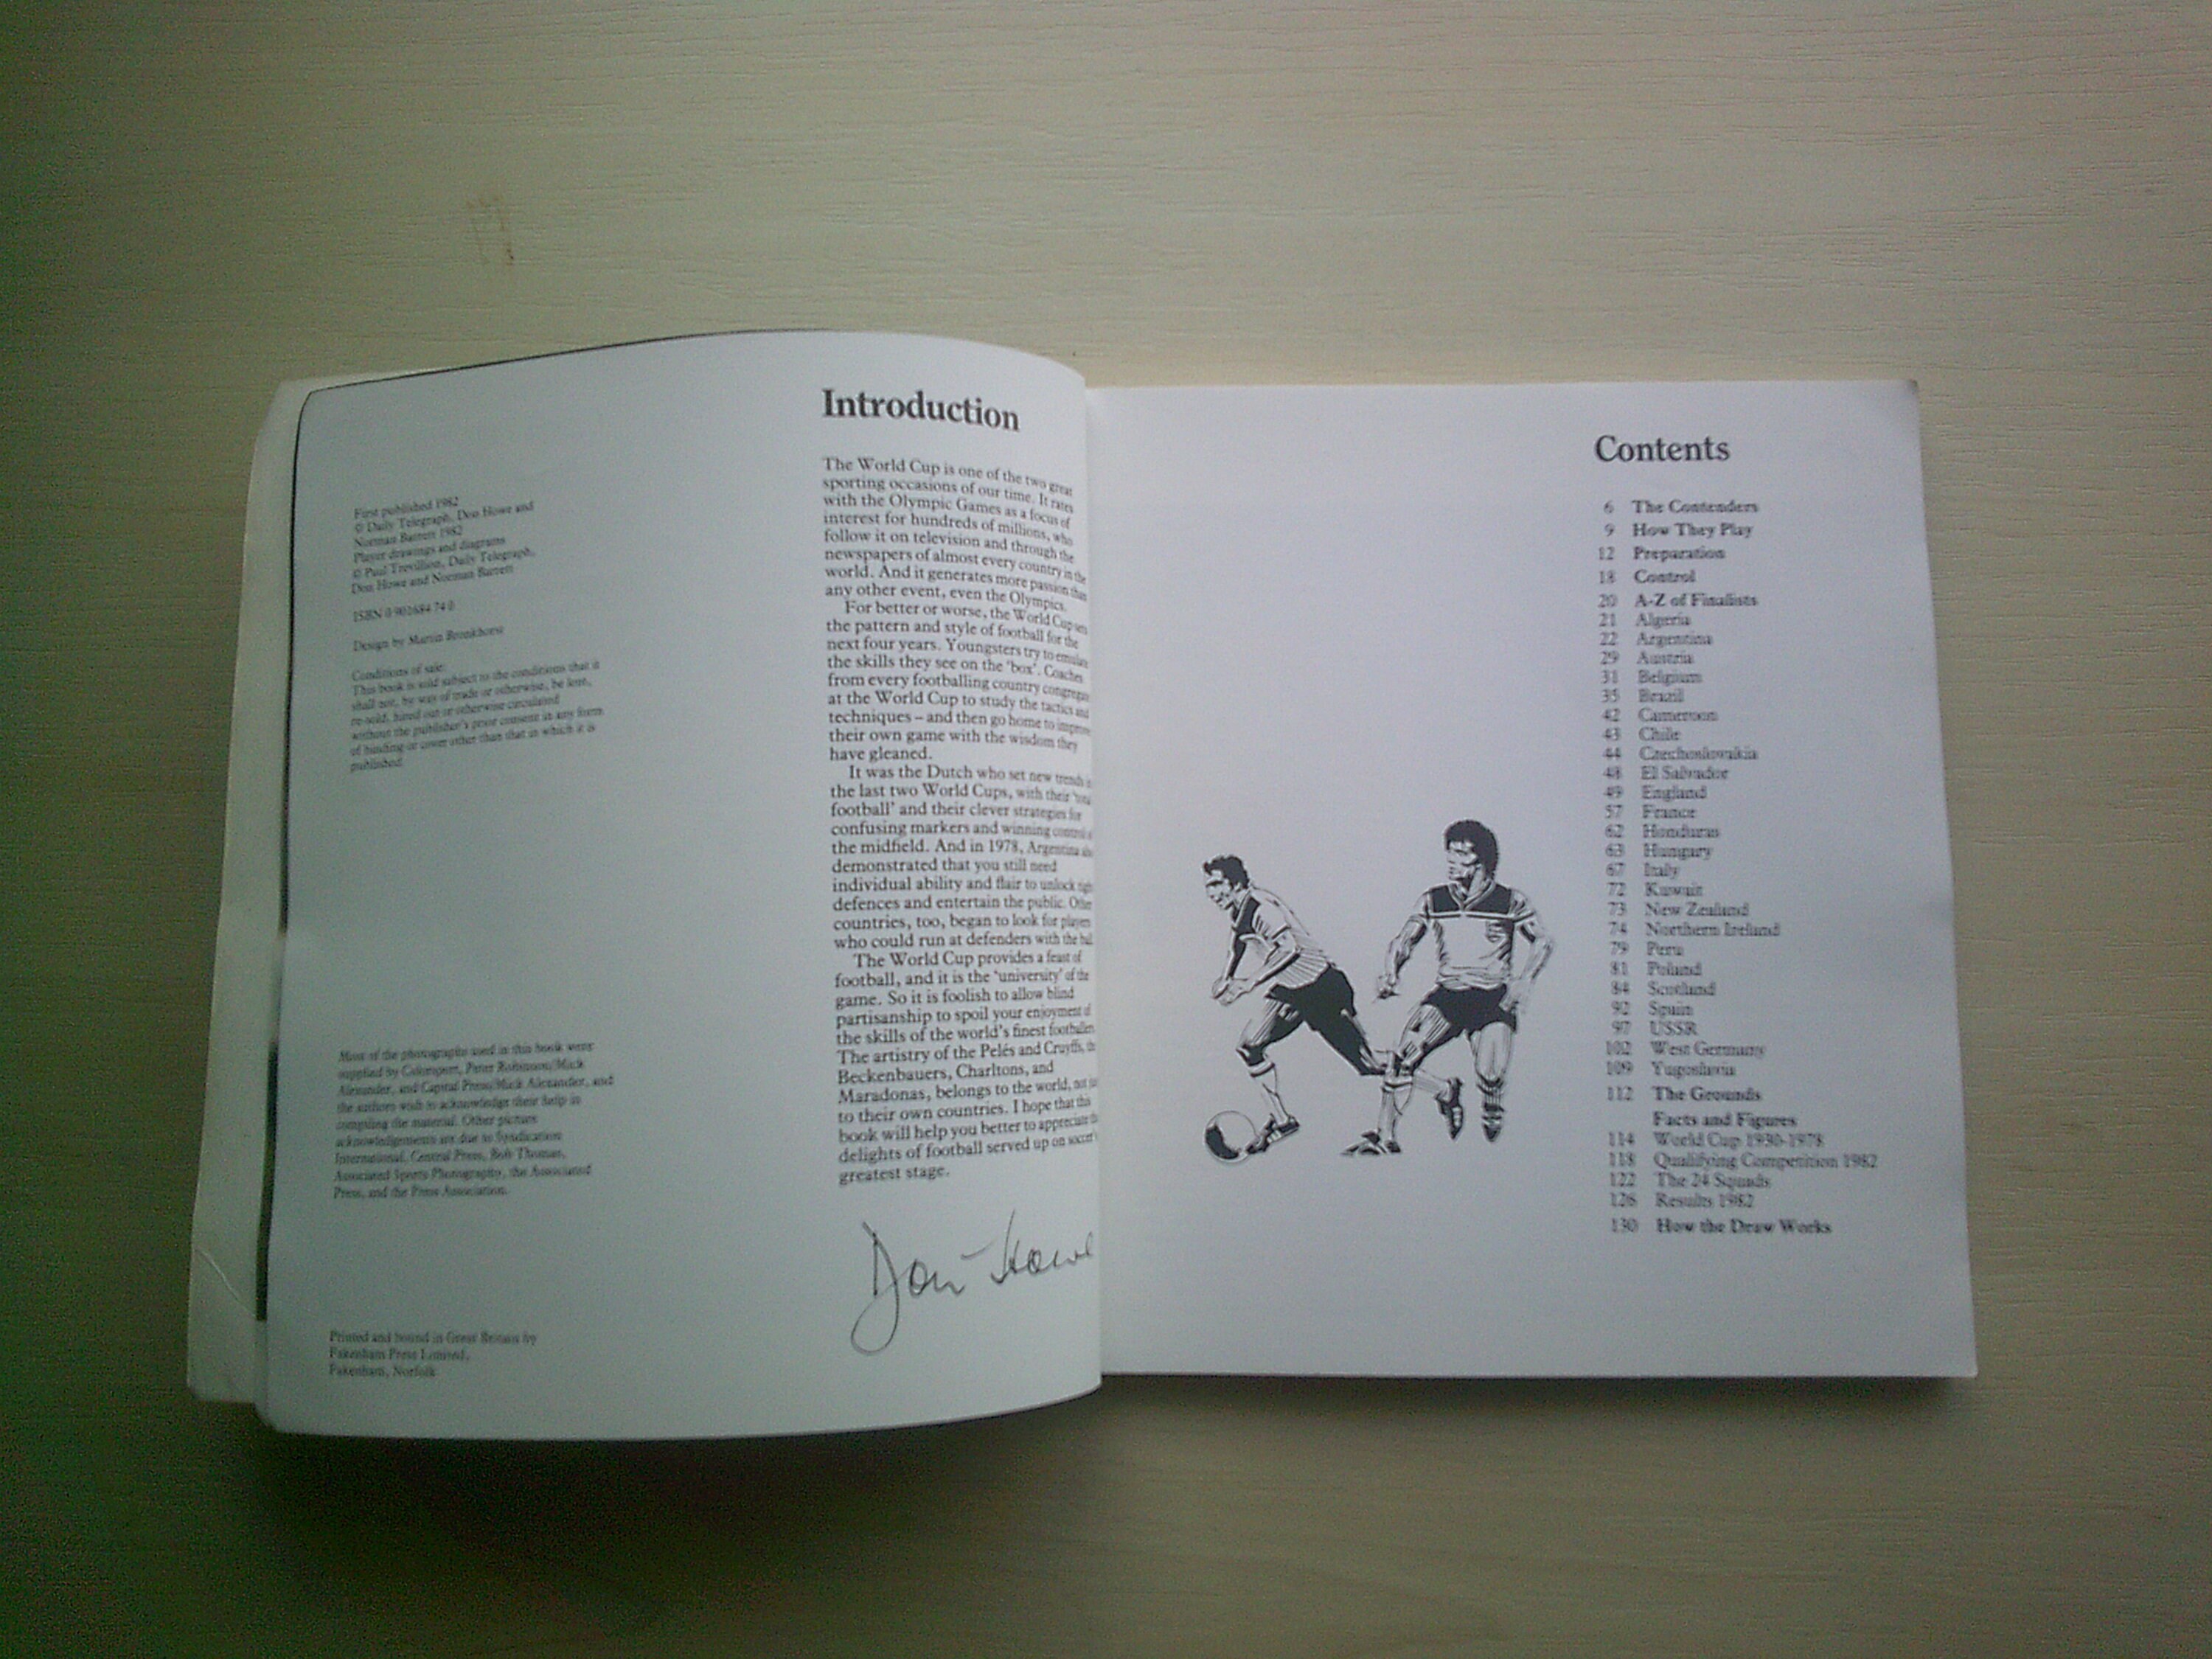 First published 1982
© Daily Telegraph, Don Howe and
Norman Barrett 1982
Player drawings and diagrams
© Paul Trevillion, Daily Telegraph,
Don Howe and Norman Barrett
ISBN 0 901684 74 0
Design by Martin Bronkhorst
Conditions of sale:
This book is sold subject to the conditions that it
shall not, by way of trade or otherwise, be lent,
re-sold, hired out or otherwise circulated
without the publisher's prior consent in any form
of binding or cover other than that in which it is
published.
Most of the photographs used in this book were
supplied by Colorsport, Peter Robinson/Mick
Alexander, and Capital Press/Mick Alexander, and
the authors wish to acknowledge their help in
compiling the material. Other picture
acknowledgements are due to Syndication
International, Central Press, Bob Thomas,
Associated Sports Photography, the Associated
Press, and the Press Association.
Printed and bound in Great Britain by
Fakenham Press Limited,
Fakenham, Norfolk
Introduction
The World Cup is one of the two great
sporting occasions of our time. It rates
with the Olympic Games as a focus of
interest for hundreds of millions, who
follow it on television and through the
newspapers of almost every country in the
world. And it generates more passion than
any other event, even the Olympics.
For better or worse, the World Cup sets
the pattern and style of football for the
next four years. Youngsters try to emulate
the skills they see on the 'box'. Coaches
from every footballing country
at the World Cup to study the tactics and
techniques – and then go home to improve
their own game with the wisdom they
have gleaned.
It was the Dutch who set new trends
the last two World Cups, with their
football' and their clever strategies for
confusing markers and winning control
the midfield. And in 1978, Argentina
demonstrated that you still need
individual ability and flair to unlock
defences and entertain the public. Other
countries, too, began to look for players
who could run at defenders with the ball.
The World Cup provides a feast of
football, and it is the 'university' of the
game. So it is foolish to allow blind
partisanship to spoil your enjoyment of
the skills of the world's finest footballers.
The artistry of the Pelés and Cruyffs,
Beckenbauers, Charltons, and
Maradonas, belongs to the world, not
to their own countries. I hope that this
book will help you better to appreciate
delights of football served up on soccer's
greatest stage.
Don Howe
Contents
6 The Contenders
9 How They Play
12 Preparation
18 Control
20 A-Z of Finalists
21 Algeria
22 Argentina
29 Austria
31 Belgium
35 Brazil
42 Cameroon
43 Chile
44 Czechoslovakia
48 El Salvador
49 England
57 France
62 Honduras
63 Hungary
67 Italy
72 Kuwait
73 New Zealand
74 Northern Ireland
79 Peru
81 Poland
84 Scotland
92 Spain
97 USSR
102 West Germany
109 Yugoslavia
112 The Grounds
Facts and Figures
114 World Cup 1930-1978
118 Qualifying Competition 1982
122 The 24 Squads
126 Results 1982
130 How the Draw Works